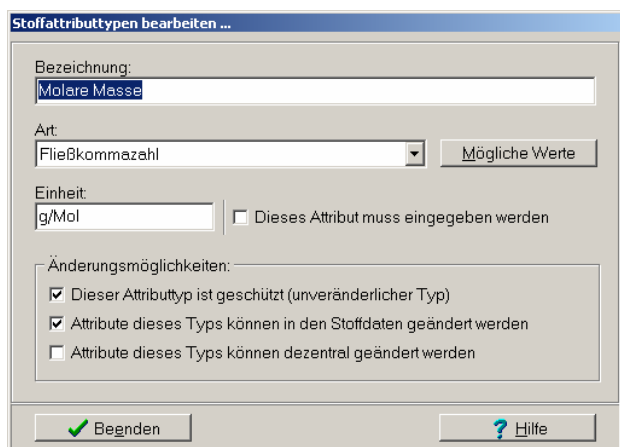 Stoffattributtypen bearbeiten ...
Bezeichnung:
Molare Masse
Art:
Fließkommazahl
Mögliche Werte
Einheit:
g/Mol
Dieses Attribut muss eingegeben werden
Änderungsmöglichkeiten:
Dieser Attributtyp ist geschützt (unveränderlicher Typ)
Attribute dieses Typs können in den Stoffdaten geändert werden
Attribute dieses Typs können dezentral geändert werden
Beenden
Hilfe